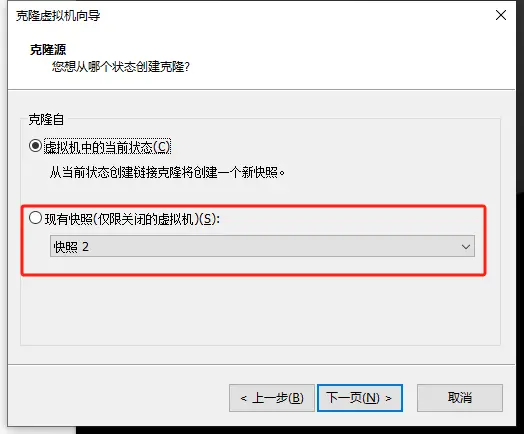 克隆虚拟机向导
克隆源
您想从哪个状态创建克隆?
克隆自
虚拟机中的当前状态(C)
从当前状态创建链接克隆将创建一个新快照。
现有快照(仅限关闭的虚拟机)(S):
快照 2
< 上一步(B)
下一页(N) >
取消